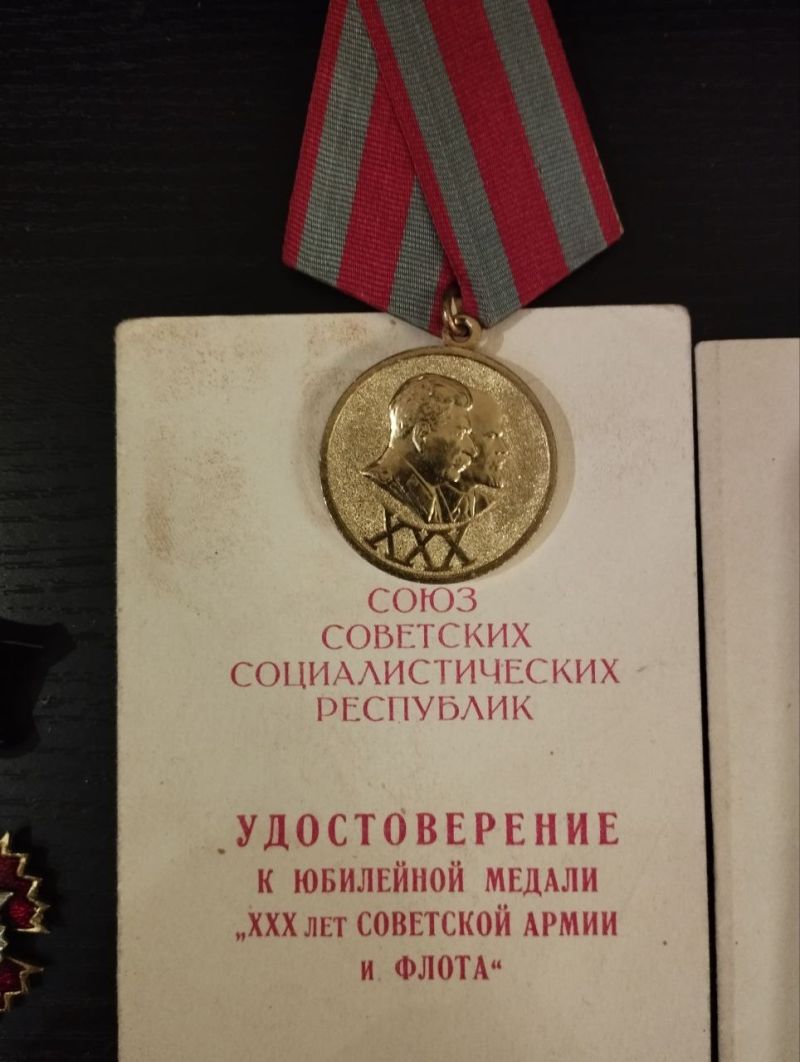 XXX
СОЮЗ
СОВЕТСКИХ
СОЦИАЛИСТИЧЕСКИХ
РЕСПУБЛИК
УДОСТОВЕРЕНИЕ
К ЮБИЛЕЙНОЙ МЕДАЛИ
„XXX ЛЕТ СОВЕТСКОЙ АРМИИ
И ФЛОТА“